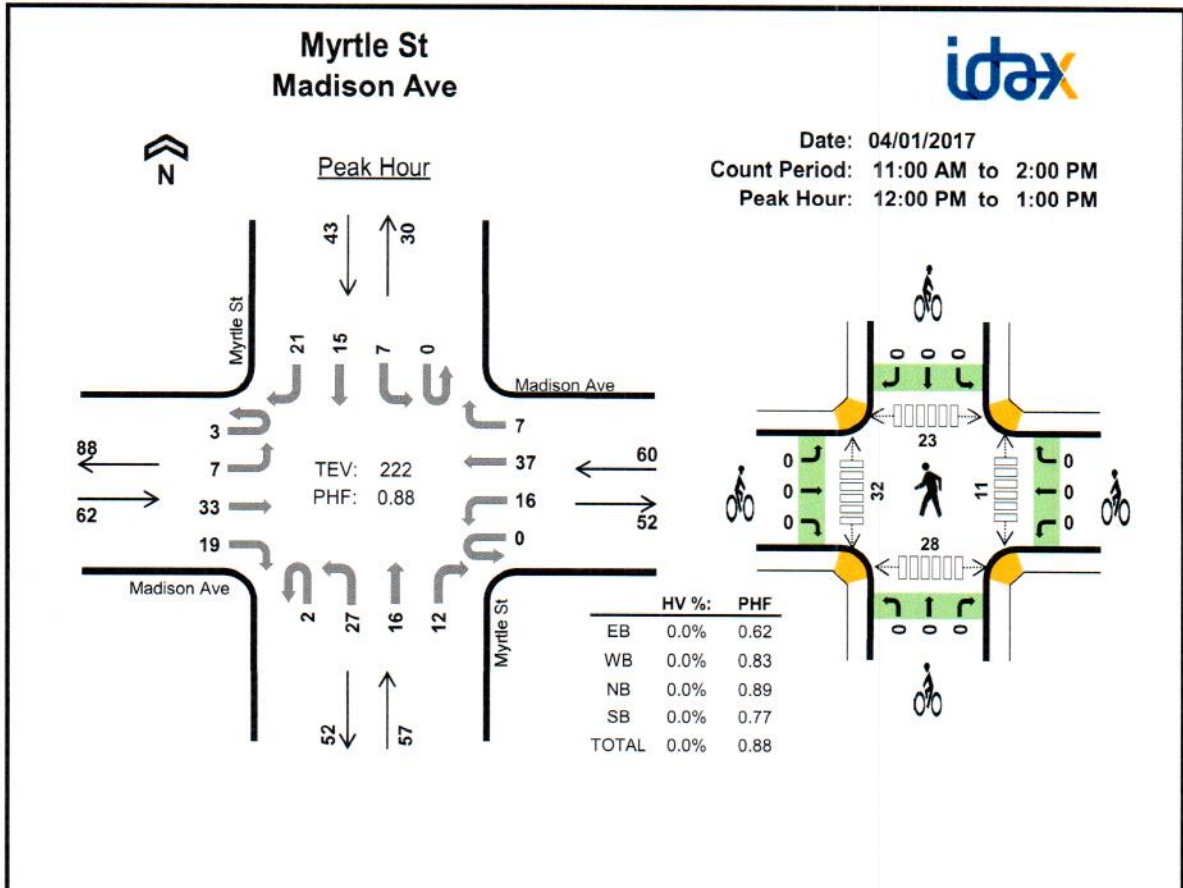 Myrtle St
Madison Ave
idax
N
Peak Hour
Date: 04/01/2017
Count Period: 11:00 AM to 2:00 PM
Peak Hour: 12:00 PM to 1:00 PM
43
30
Myrtle St
21
15
7
0
Madison Ave
3
7
88
7
37
60
62
33
16
52
19
0
TEV: 222
PHF: 0.88
Madison Ave
2
27
16
12
Myrtle St
52
57
HV %: PHF
EB 0.0% 0.62
WB 0.0% 0.83
NB 0.0% 0.89
SB 0.0% 0.77
TOTAL 0.0% 0.88
0 0 0
23
0
0
0
32
11
0
0
0
28
0 0 0